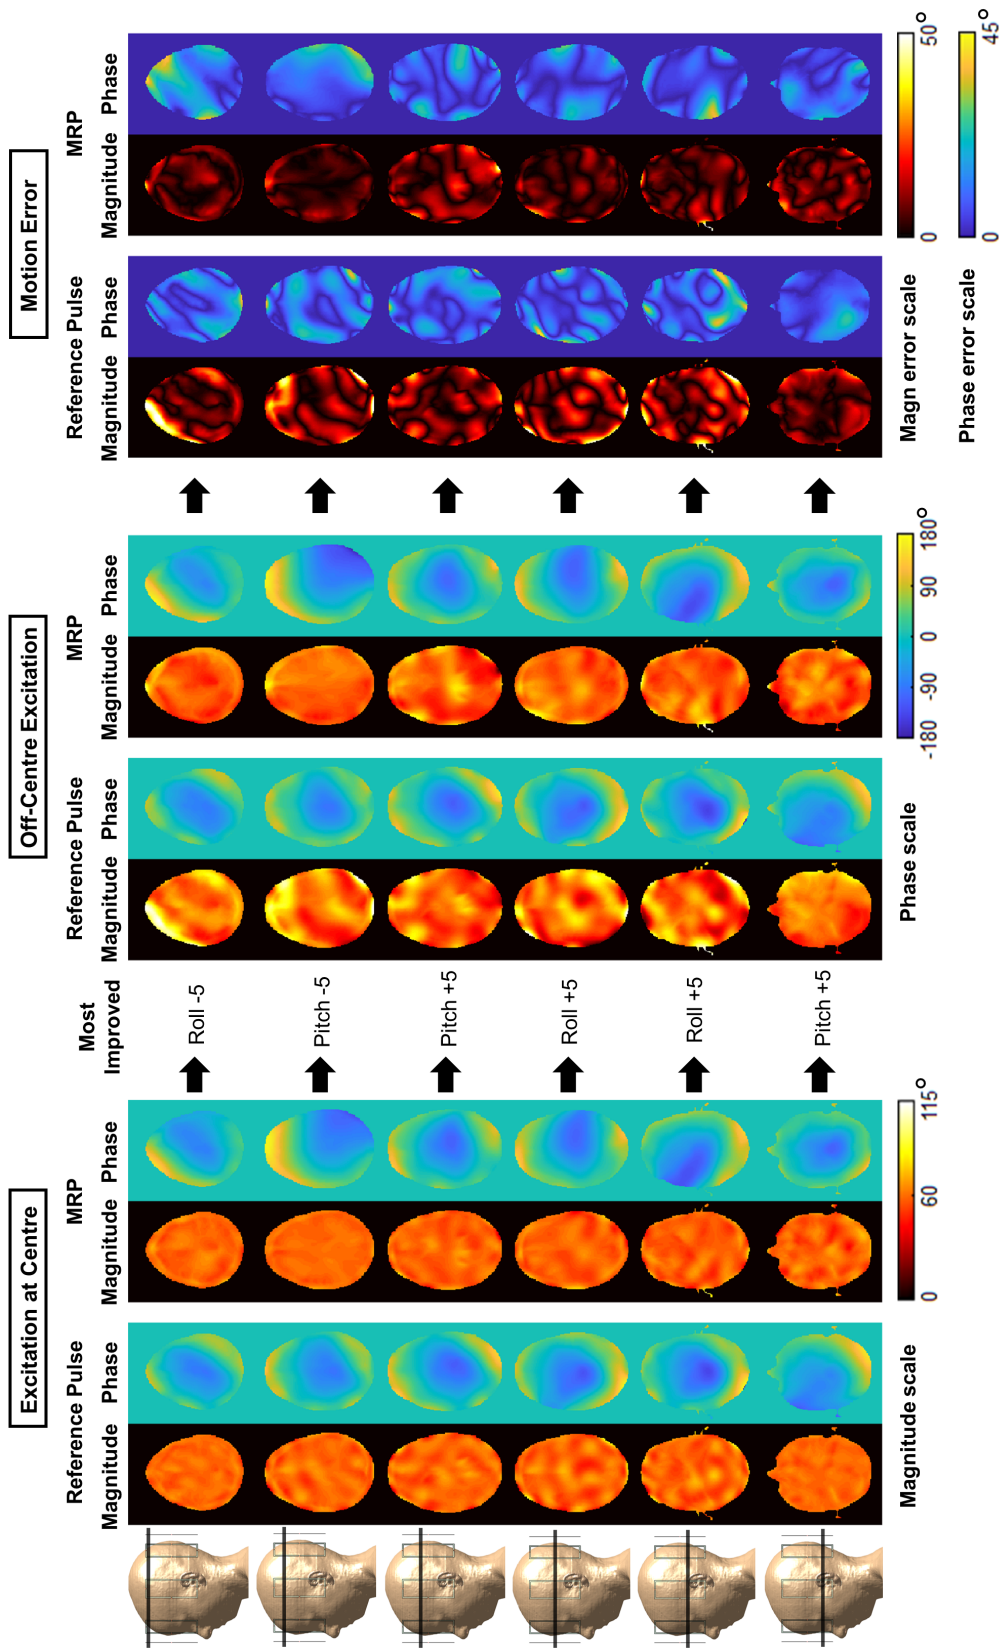 Excitation at Centre
Off-Centre Excitation
Motion Error
Reference Pulse
MRP
Most
Improved
Reference Pulse
MRP
Reference Pulse
MRP
Magnitude Phase
Magnitude Phase
Magnitude Phase
Magnitude Phase
Magnitude Phase
Magnitude Phase
Roll -5
Pitch -5
Pitch +5
Roll +5
Roll +5
Pitch +5
Magnitude scale
0 60 115°
Phase scale
-180 -90 0 90 180°
Magn error scale
0 50°
Phase error scale
0 45°